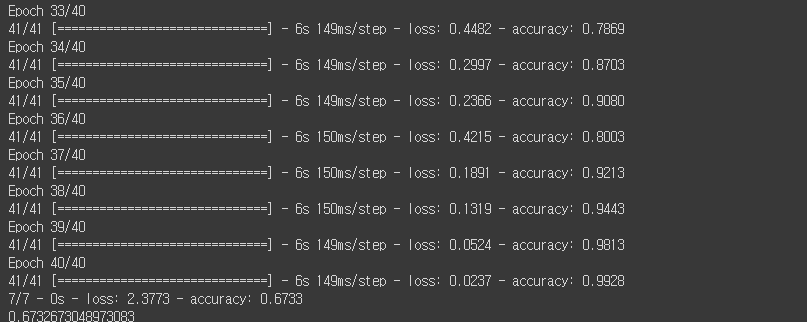 Epoch 33/40
41/41 [==============================] - 6s 149ms/step - loss: 0.4482 - accuracy: 0.7869
Epoch 34/40
41/41 [==============================] - 6s 149ms/step - loss: 0.2997 - accuracy: 0.8703
Epoch 35/40
41/41 [==============================] - 6s 149ms/step - loss: 0.2366 - accuracy: 0.9080
Epoch 36/40
41/41 [==============================] - 6s 150ms/step - loss: 0.4215 - accuracy: 0.8003
Epoch 37/40
41/41 [==============================] - 6s 150ms/step - loss: 0.1891 - accuracy: 0.9213
Epoch 38/40
41/41 [==============================] - 6s 150ms/step - loss: 0.1319 - accuracy: 0.9443
Epoch 39/40
41/41 [==============================] - 6s 149ms/step - loss: 0.0524 - accuracy: 0.9813
Epoch 40/40
41/41 [==============================] - 6s 149ms/step - loss: 0.0237 - accuracy: 0.9928
7/7 - 0s - loss: 2.3773 - accuracy: 0.6733
0.6732673048973083